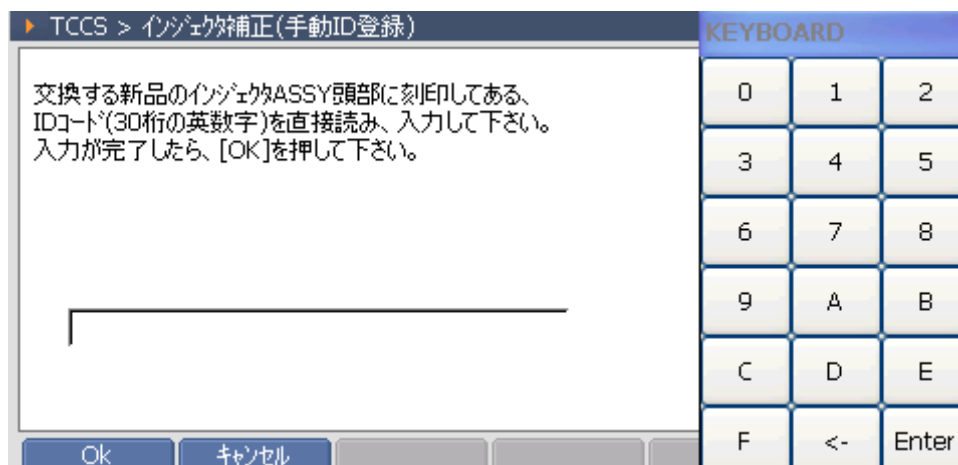 TCCS > インジェクタ補正(手動ID登録)
交換する新品のインジェクタASSY頭部に刻印してある、
IDコード(30桁の英数字)を直接読み、入力して下さい。
入力が完了したら、[OK]を押して下さい。
Ok キャンセル
KEYBOARD
0 1 2
3 4 5
6 7 8
9 A B
C D E
F <- Enter